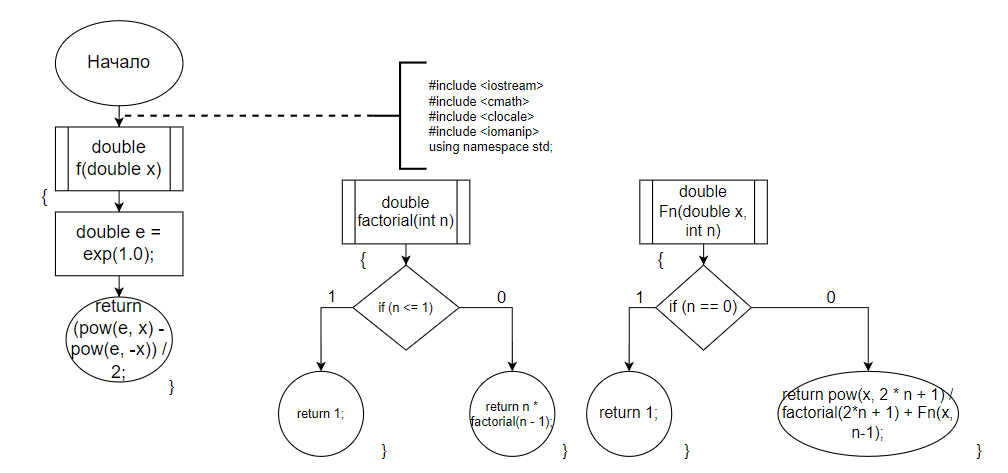 Начало
#include <iostream>
#include <cmath>
#include <clocale>
#include <iomanip>
using namespace std;
double
f(double x)
{
double e =
exp(1.0);
return
(pow(e, x) -
pow(e, -x)) /
2;
}
double
factorial(int n)
{
if (n <= 1)
1
0
return 1;
return n *
factorial(n - 1);
}
}
double
Fn(double x,
int n)
{
if (n == 0)
1
0
return 1;
return pow(x, 2 * n + 1) /
factorial(2*n + 1) + Fn(x,
n-1);
}
}